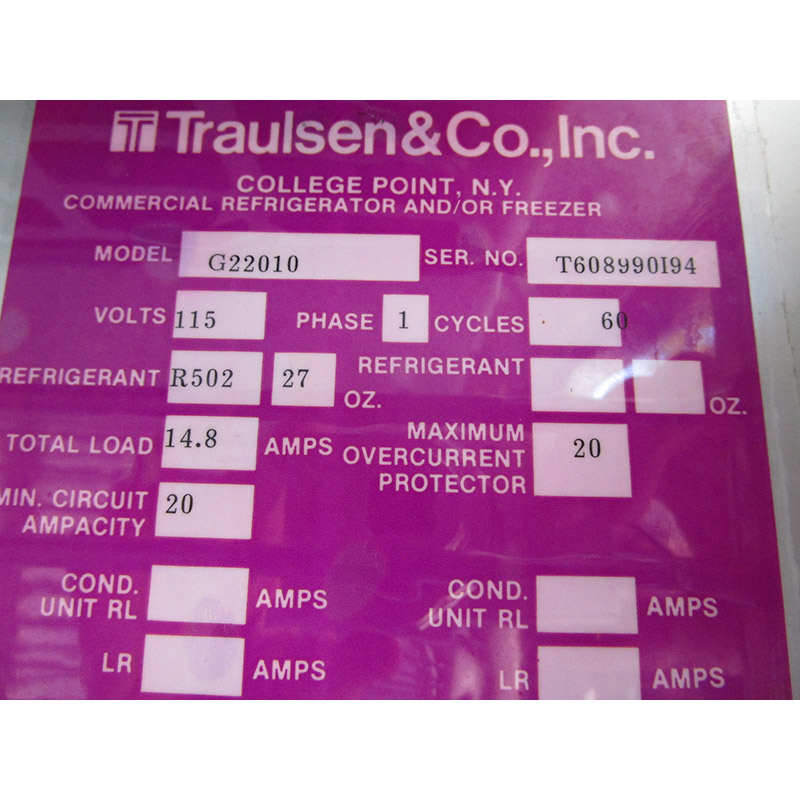 Traulsen & Co., Inc.
COLLEGE POINT, N.Y.
COMMERCIAL REFRIGERATOR AND/OR FREEZER
MODEL G22010 SER. NO. T608990I94
VOLTS 115 PHASE 1 CYCLES 60
REFRIGERANT R502 27 OZ. REFRIGERANT OZ.
TOTAL LOAD 14.8 AMPS MAXIMUM OVERCURRENT PROTECTOR 20
MIN. CIRCUIT AMPACITY 20
COND. UNIT RL AMPS COND. UNIT RL AMPS
LR AMPS LR AMPS